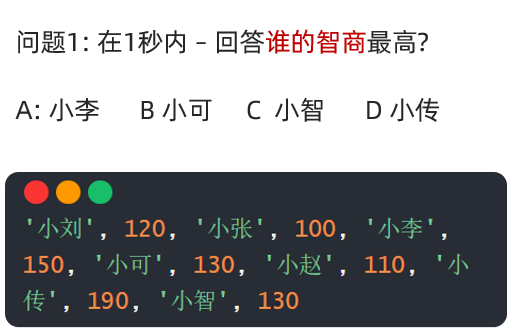 问题1: 在1秒内 - 回答谁的智商最高?
A: 小李 B 小可 C 小智 D 小传
'小刘', 120, '小张', 100, '小李',
150, '小可', 130, '小赵', 110, '小
传', 190, '小智', 130